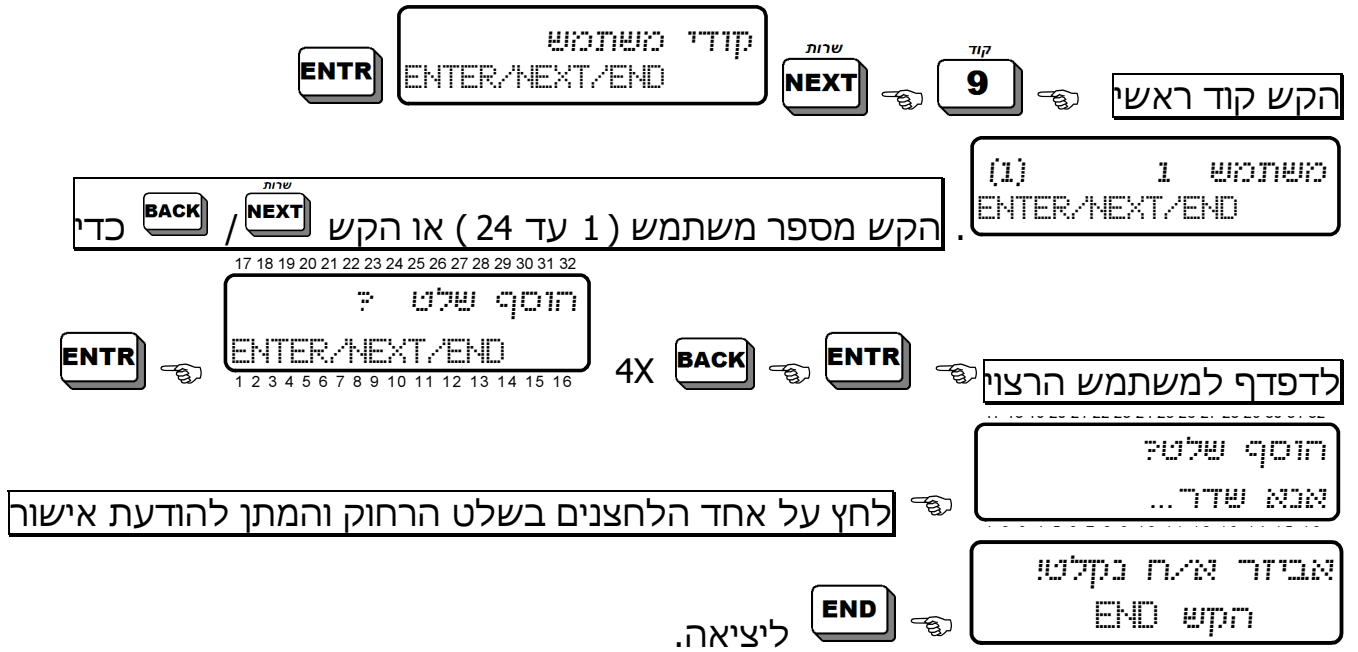 הקש קוד ראשי
קוד
9
שרות
NEXT
קודי משתמש
ENTER/NEXT/END
ENTR
משתמש 1 (1)
ENTER/NEXT/END
. הקש מספר משתמש (1 עד 24) או הקש
שרות
NEXT / BACK כדי
לדפדף למשתמש הרצוי
ENTR
BACK 4X
17 18 19 20 21 22 23 24 25 26 27 28 29 30 31 32
הוסף שלט ?
ENTER/NEXT/END
1 2 3 4 5 6 7 8 9 10 11 12 13 14 15 16
ENTR
הוסף שלט?
אנא שדר...
לחץ על אחד הלחצנים בשלט הרחוק והמתן להודעת אישור
אביזר א/ח נקלט!
הקש END
END ליציאה.